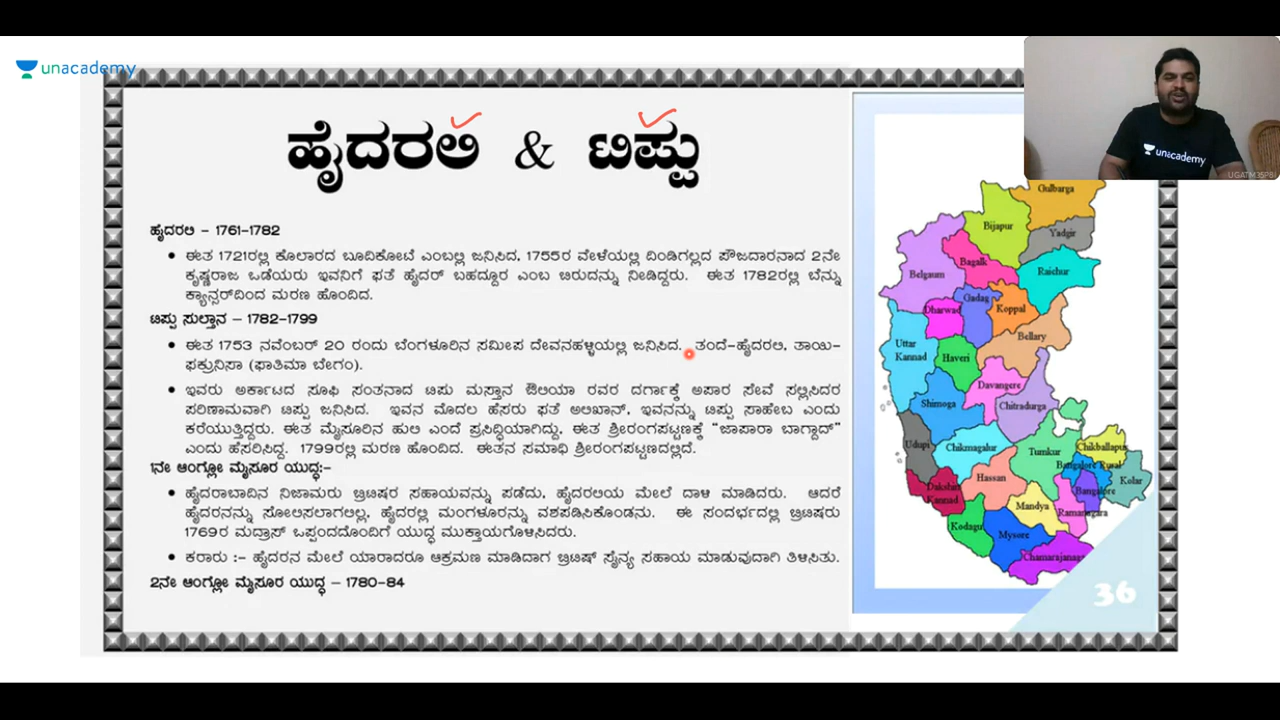 unacademy
ಹೈದರಲಿ & ಟಿಪ್ಪು
ಹೈದರಲಿ – 1761-1782
• ಈತ 1721ರಲ್ಲಿ ಕೋಲಾರದ ಬೂದಿಕೋಟೆ ಎಂಬಲ್ಲಿ ಜನಿಸಿದ, 1755ರ ವೇಳೆಯಲ್ಲಿ ದಿಂಡಿಗಲ್ಲದ ಪೌಜದಾರನಾದ 2ನೇ
ಕೃಷ್ಣರಾಜ ಒಡೆಯರು ಇವನಿಗೆ ಫತೆ ಹೈದರ್ ಬಹದ್ದೂರ ಎಂಬ ಬಿರುದನ್ನು ನೀಡಿದ್ದರು. ಈತ 1782ರಲ್ಲಿ ಬೆನ್ನು
ಕ್ಯಾನ್ಸರ್‌ದಿಂದ ಮರಣ ಹೊಂದಿದ.
ಟಿಪ್ಪು ಸುಲ್ತಾನ – 1782-1799
• ಈತ 1753 ನವೆಂಬರ್ 20 ರಂದು ಬೆಂಗಳೂರಿನ ಸಮೀಪ ದೇವನಹಳ್ಳಿಯಲ್ಲಿ ಜನಿಸಿದ. ತಂದೆ-ಹೈದರಲಿ, ತಾಯಿ-
ಫಕ್ರುನಿಸಾ (ಫಾತಿಮಾ ಬೇಗಂ).
• ಇವರು ಅರ್ಕಾಟದ ಸೂಫಿ ಸಂತನಾದ ಟಿಪು ಮಸ್ತಾನ ಔಲಿಯಾ ರವರ ದರ್ಗಾಕ್ಕೆ ಅಪಾರ ಸೇವೆ ಸಲ್ಲಿಸಿದರ
ಪರಿಣಾಮವಾಗಿ ಟಿಪ್ಪು ಜನಿಸಿದ. ಇವನ ಮೊದಲ ಹೆಸರು ಫತೆ ಅಲಿಖಾನ್, ಇವನನ್ನು ಟಿಪ್ಪು ಸಾಹೇಬ ಎಂದು
ಕರೆಯುತ್ತಿದ್ದರು. ಈತ ಮೈಸೂರಿನ ಹುಲಿ ಎಂದೆ ಪ್ರಸಿದ್ಧಿಯಾಗಿದ್ದು, ಈತ ಶ್ರೀರಂಗಪಟ್ಟಣಕ್ಕೆ "ಜಾಪಾರಾ ಬಾಗ್ದಾದ್"
ಎಂದು ಹೆಸರಿಸಿದ್ದ. 1799ರಲ್ಲಿ ಮರಣ ಹೊಂದಿದ. ಈತನ ಸಮಾಧಿ ಶ್ರೀರಂಗಪಟ್ಟಣದಲ್ಲಿದೆ.
1ನೇ ಆಂಗ್ಲೋ ಮೈಸೂರ ಯುದ್ಧ:-
• ಹೈದರಾಬಾದಿನ ನಿಜಾಮರು ಬ್ರಿಟಿಷರ ಸಹಾಯವನ್ನು ಪಡೆದು, ಹೈದರಲಿಯ ಮೇಲೆ ದಾಳಿ ಮಾಡಿದರು. ಆದರೆ
ಹೈದರ‍ನನ್ನು ಸೋಲಿಸಲಾಗಲಿಲ್ಲ, ಹೈದರಲ್ಲಿ ಮಂಗಳೂರನ್ನು ವಶಪಡಿಸಿಕೊಂಡನು. ಈ ಸಂದರ್ಭದಲ್ಲಿ ಬ್ರಿಟಿಷರು
1769ರ ಮದ್ರಾಸ್ ಒಪ್ಪಂದದೊಂದಿಗೆ ಯುದ್ಧ ಮುಕ್ತಾಯಗೊಳಿಸಿದರು.
• ಕರಾರು :- ಹೈದರನ ಮೇಲೆ ಯಾರಾದರೂ ಆಕ್ರಮಣ ಮಾಡಿದಾಗ ಬ್ರಿಟಿಷ್ ಸೈನ್ಯ ಸಹಾಯ ಮಾಡುವುದಾಗಿ ತಿಳಿಸಿತು.
2ನೇ ಆಂಗ್ಲೋ ಮೈಸೂರ ಯುದ್ಧ – 1780-84
unacademy
UGATM35P8I
Gulbarga
Bijapur
Yadgir
Bagalk
Raichur
Belgaum
Gadag
Dharwad
Koppal
Bellary
Uttar
Kannad
Haveri
Davangere
Shimoga
Chitradurga
Udupi
Chikmagalur
Tumkur
Chikballapur
Bangalore Rural
Hassan
Kolar
Dakshin
Kannad
Bangalore
Mandya
Ramanagara
Kodagu
Mysore
Chamarajanaga
36